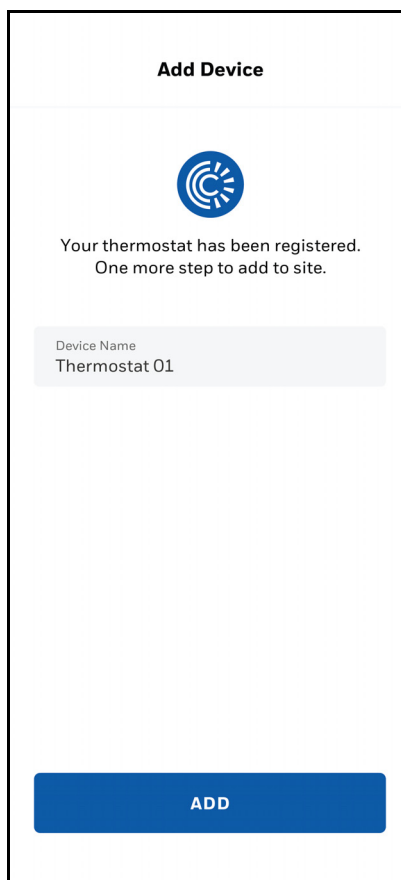 Add Device
Your thermostat has been registered.
One more step to add to site.
Device Name
Thermostat 01
ADD